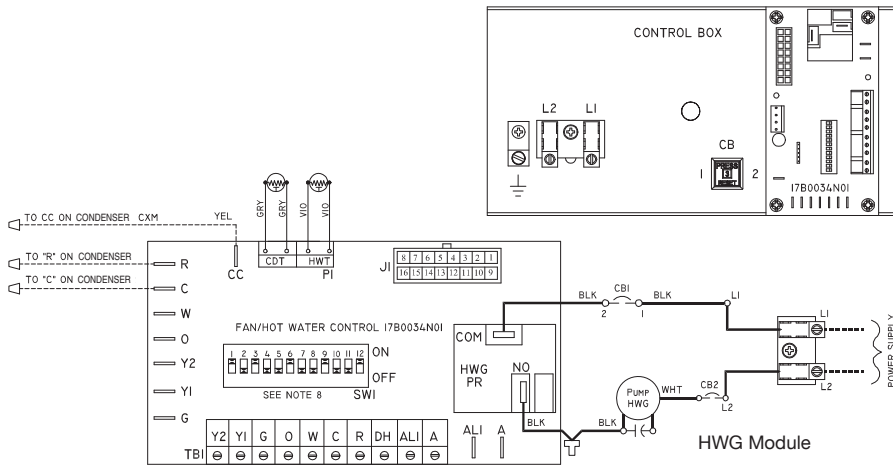 CONTROL BOX
L2 L1
CB
PRESS
3
RESET
1 2
17B0034N01
TO CC ON CONDENSER CXM YEL
GRY GRY VIO VIO
TO "R" ON CONDENSER
TO "C" ON CONDENSER
CC
CDT HWT
P1
J1
8 7 6 5 4 3 2 1
16 15 14 13 12 11 10 9
R
C
W
O
Y2
Y1
G
FAN/HOT WATER CONTROL 17B0034N01
1 2 3 4 5 6 7 8 9 10 11 12
ON
OFF
SEE NOTE 8 SW1
COM
HWG
PR
NO
BLK CB1 BLK L1
2 1
L1
L2
POWER SUPPLY
PUMP
HWG
WHT CB2
L2
BLK BLK
TB1 Y2 Y1 G O W C R DH AL1 A
AL1 A
HWG Module